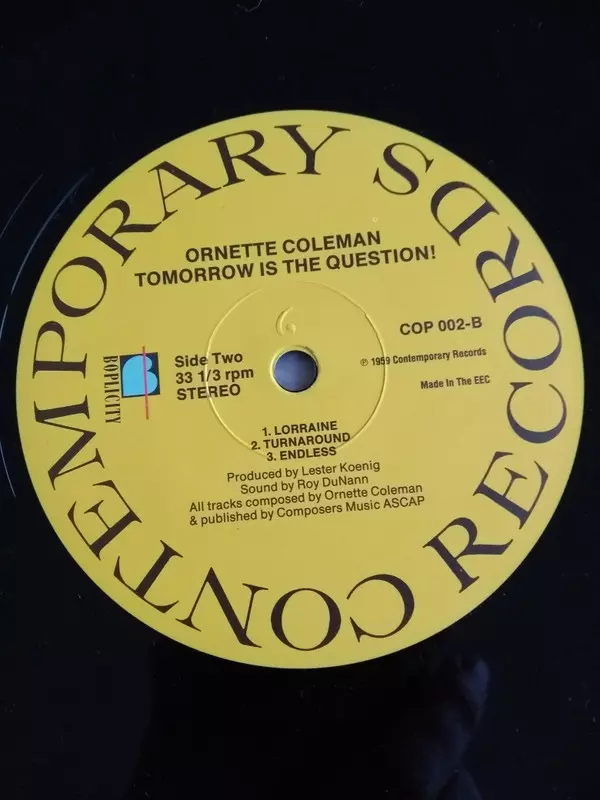 CONTEMPORARY RECORDS
ORNETTE COLEMAN
TOMORROW IS THE QUESTION!
COP 002-B
BOPLICITY
B
Side Two
33 1/3 rpm
STEREO
℗ 1959 Contemporary Records
Made In The EEC
6
1. LORRAINE
2. TURNAROUND
3. ENDLESS
Produced by Lester Koenig
Sound by Roy DuNann
All tracks composed by Ornette Coleman
& published by Composers Music ASCAP